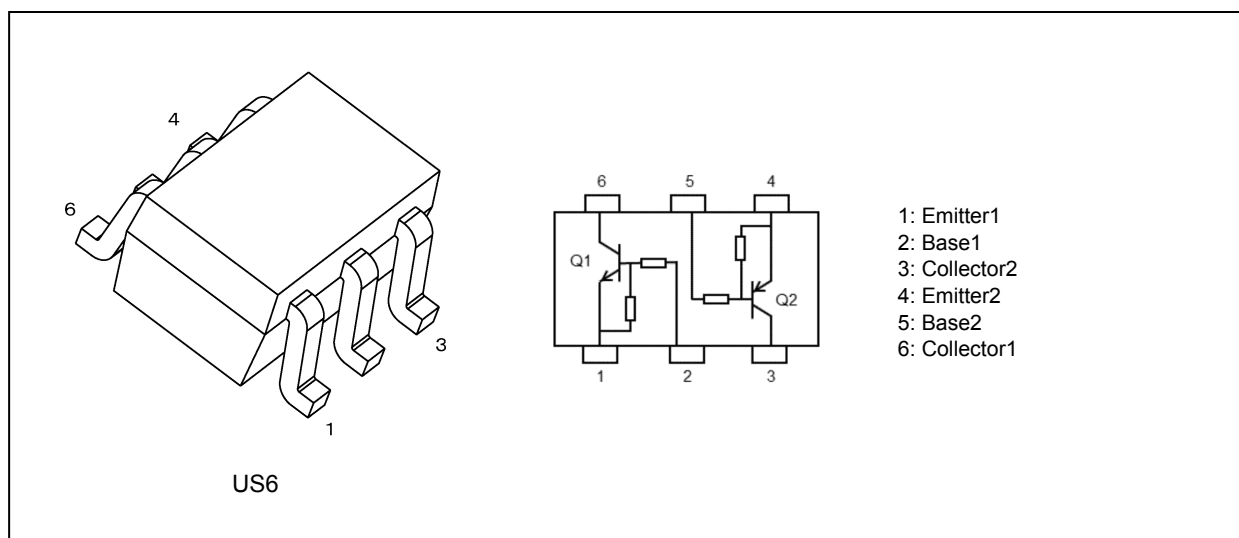 4
6
3
1
US6
6 5 4
Q1
Q2
1 2 3
1: Emitter1
2: Base1
3: Collector2
4: Emitter2
5: Base2
6: Collector1